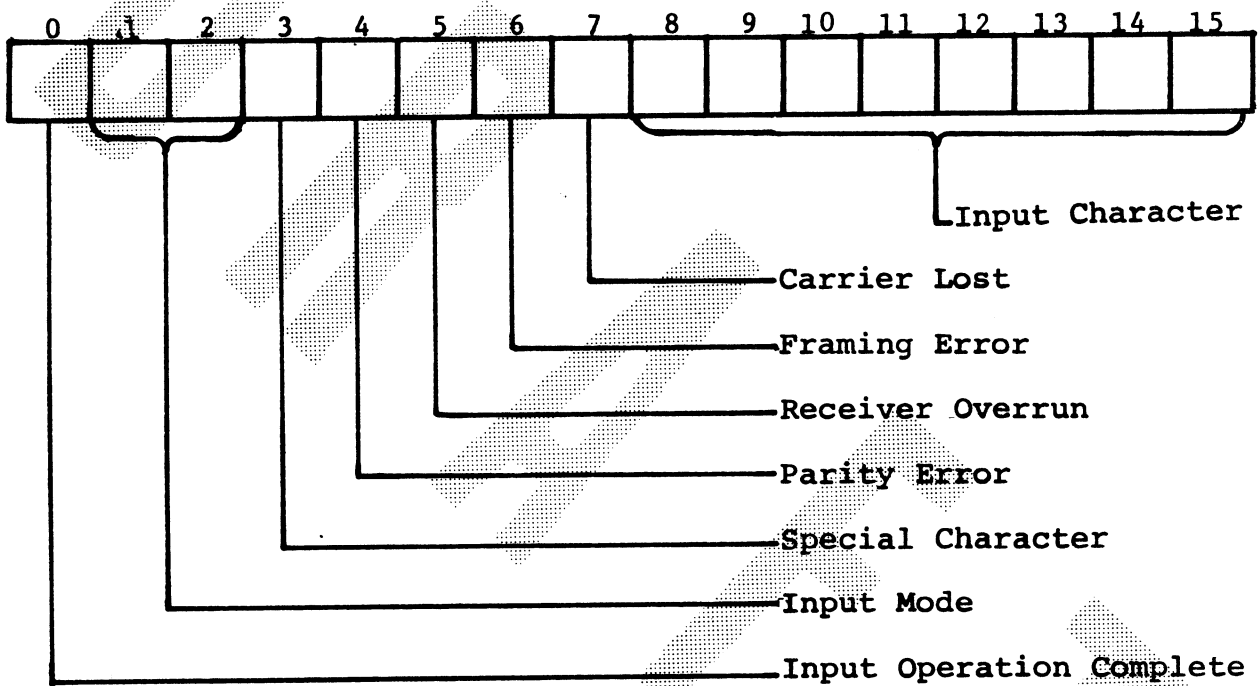 0 1 2 3 4 5 6 7 8 9 10 11 12 13 14 15
Input Character
Carrier Lost
Framing Error
Receiver Overrun
Parity Error
Special Character
Input Mode
Input Operation Complete